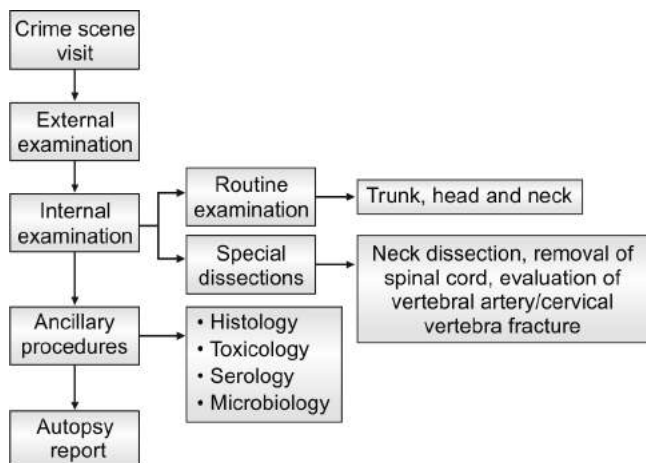 Crime scene
visit
External
examination
Internal
examination
Routine
examination
Trunk, head and neck
Special
dissections
Neck dissection, removal of
spinal cord, evaluation of
vertebral artery/cervical
vertebra fracture
Ancillary
procedures
• Histology
• Toxicology
• Serology
• Microbiology
Autopsy
report